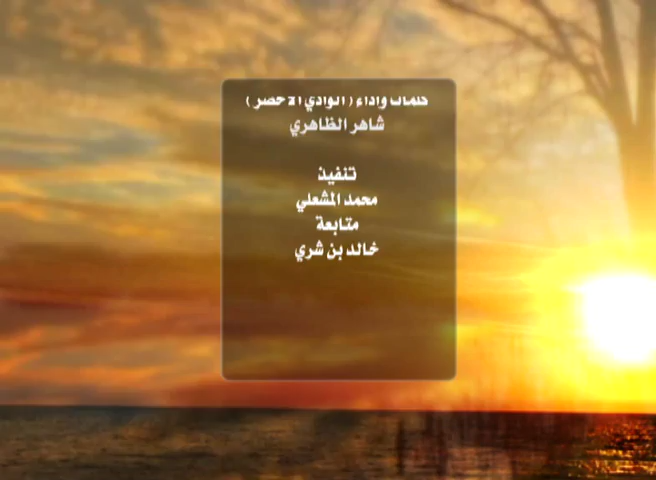 كلمات وأداء ( الوادي الأخضر )
شاهر الظاهري
تنفيذ
محمد المشعلي
متابعة
خالد بن شري